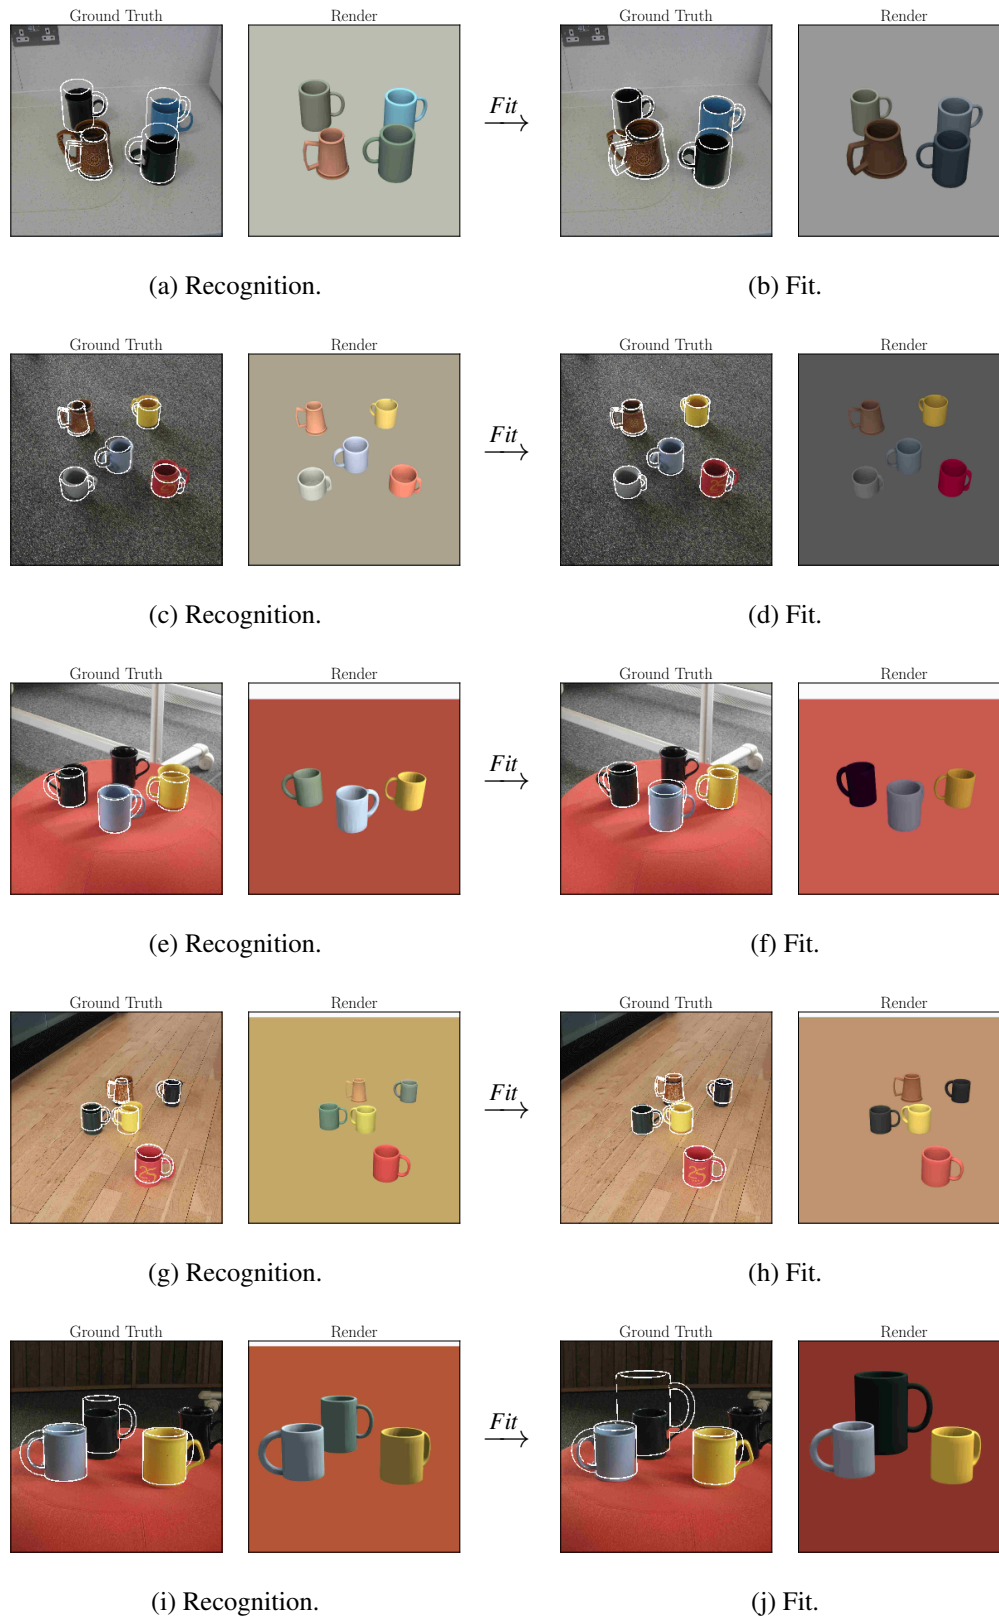 Ground Truth Render Fit Ground Truth Render
(a) Recognition. (b) Fit.
Ground Truth Render Fit Ground Truth Render
(c) Recognition. (d) Fit.
Ground Truth Render Fit Ground Truth Render
(e) Recognition. (f) Fit.
Ground Truth Render Fit Ground Truth Render
(g) Recognition. (h) Fit.
Ground Truth Render Fit Ground Truth Render
(i) Recognition. (j) Fit.